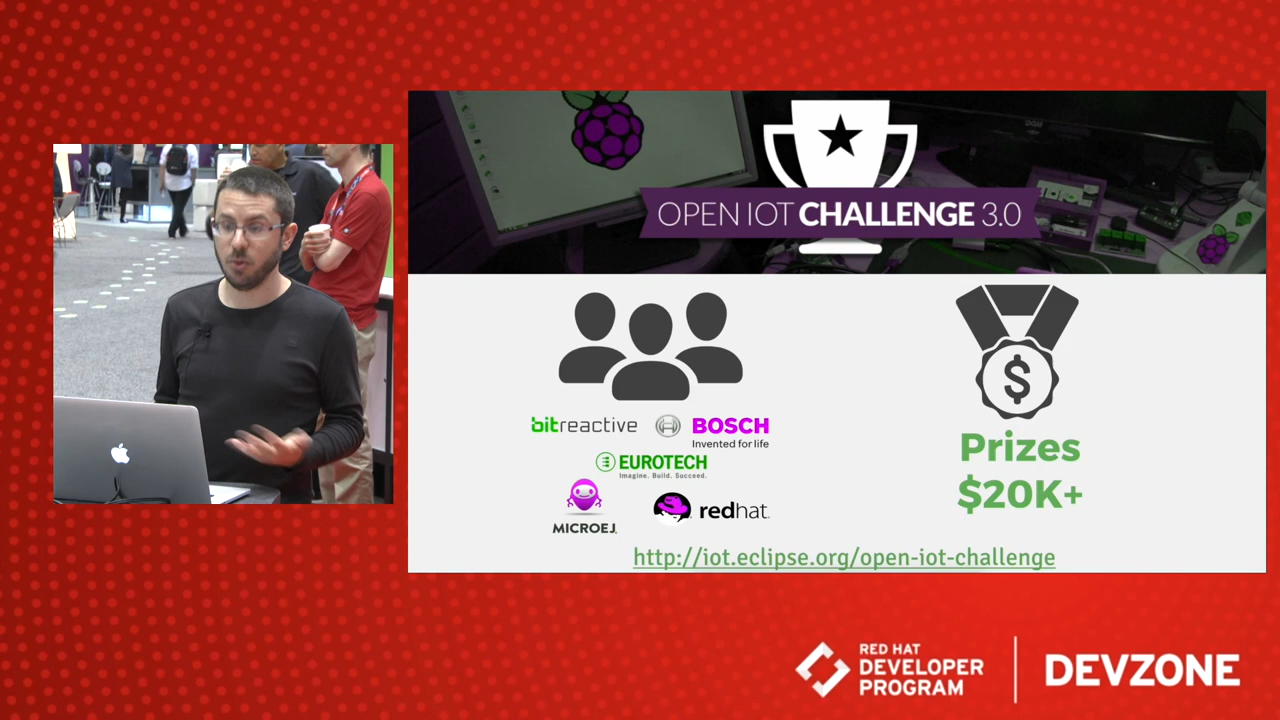 OPEN IOT CHALLENGE 3.0
bitreactive
BOSCH
Invented for life
EUROTECH
Imagine. Build. Succeed.
MICROEJ.
redhat.
Prizes
$20K+
http://iot.eclipse.org/open-iot-challenge
RED HAT
DEVELOPER
PROGRAM
DEVZONE